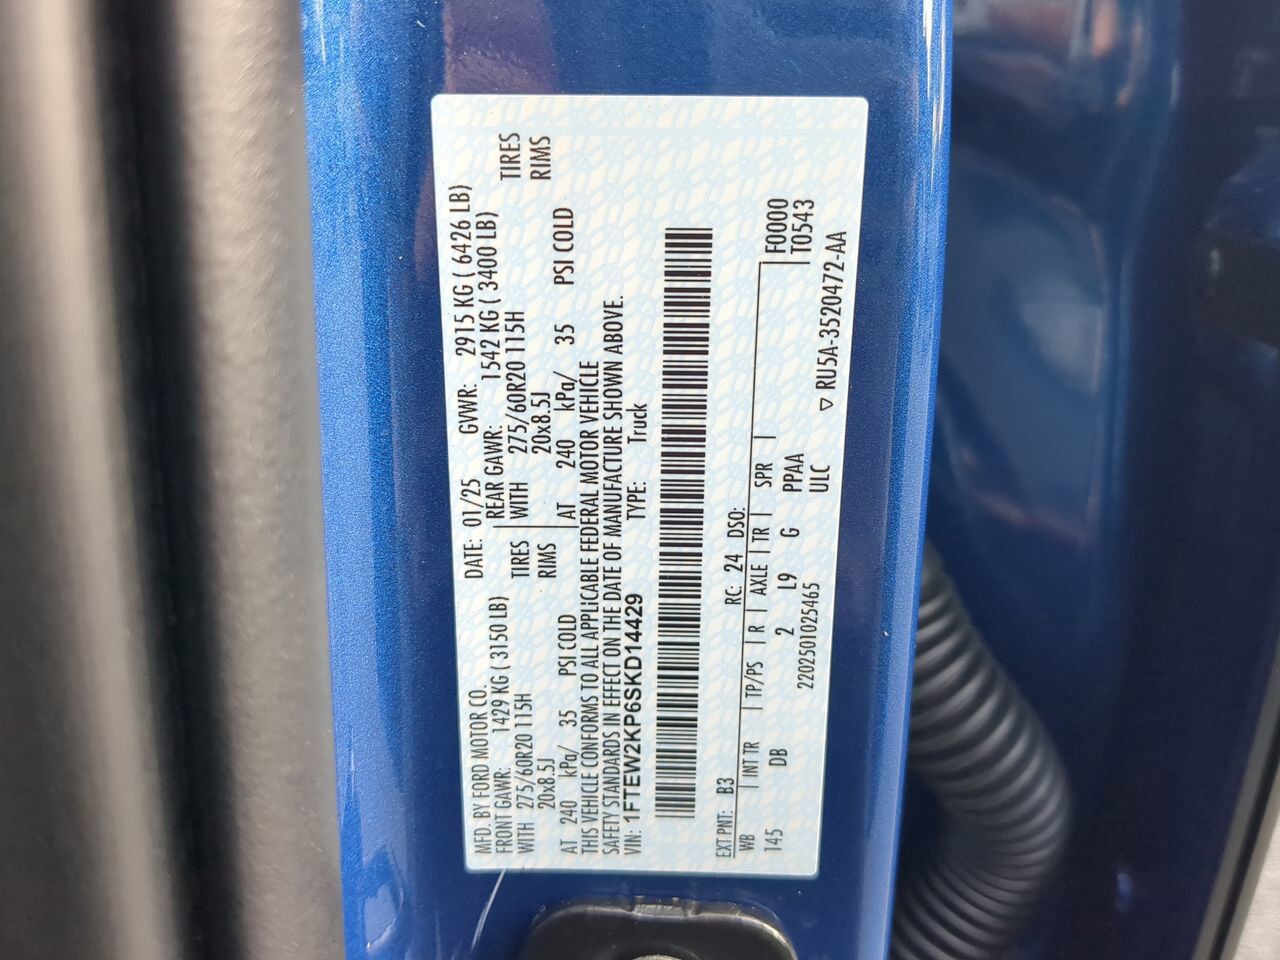 MFD. BY FORD MOTOR CO. DATE: 01/25 GVWR: 2915 KG ( 6426 LB)
FRONT GAWR: 1429 KG ( 3150 LB) REAR GAWR: 1542 KG ( 3400 LB)
WITH 275/60R20 115H TIRES WITH 275/60R20 115H TIRES
20x8.5J RIMS 20x8.5J RIMS
AT 240 kPa/ 35 PSI COLD AT 240 kPa/ 35 PSI COLD
THIS VEHICLE CONFORMS TO ALL APPLICABLE FEDERAL MOTOR VEHICLE
SAFETY STANDARDS IN EFFECT ON THE DATE OF MANUFACTURE SHOWN ABOVE.
VIN: 1FTEW2KP6SKD14429 TYPE: Truck
EXT PNT: B3 RC: 24 DSO:
WB INT TR TP/PS R AXLE TR SPR F0000
145 DB 2 L9 G PPAA T0543
2202501025465 ULC ▽ RU5A-3520472-AA